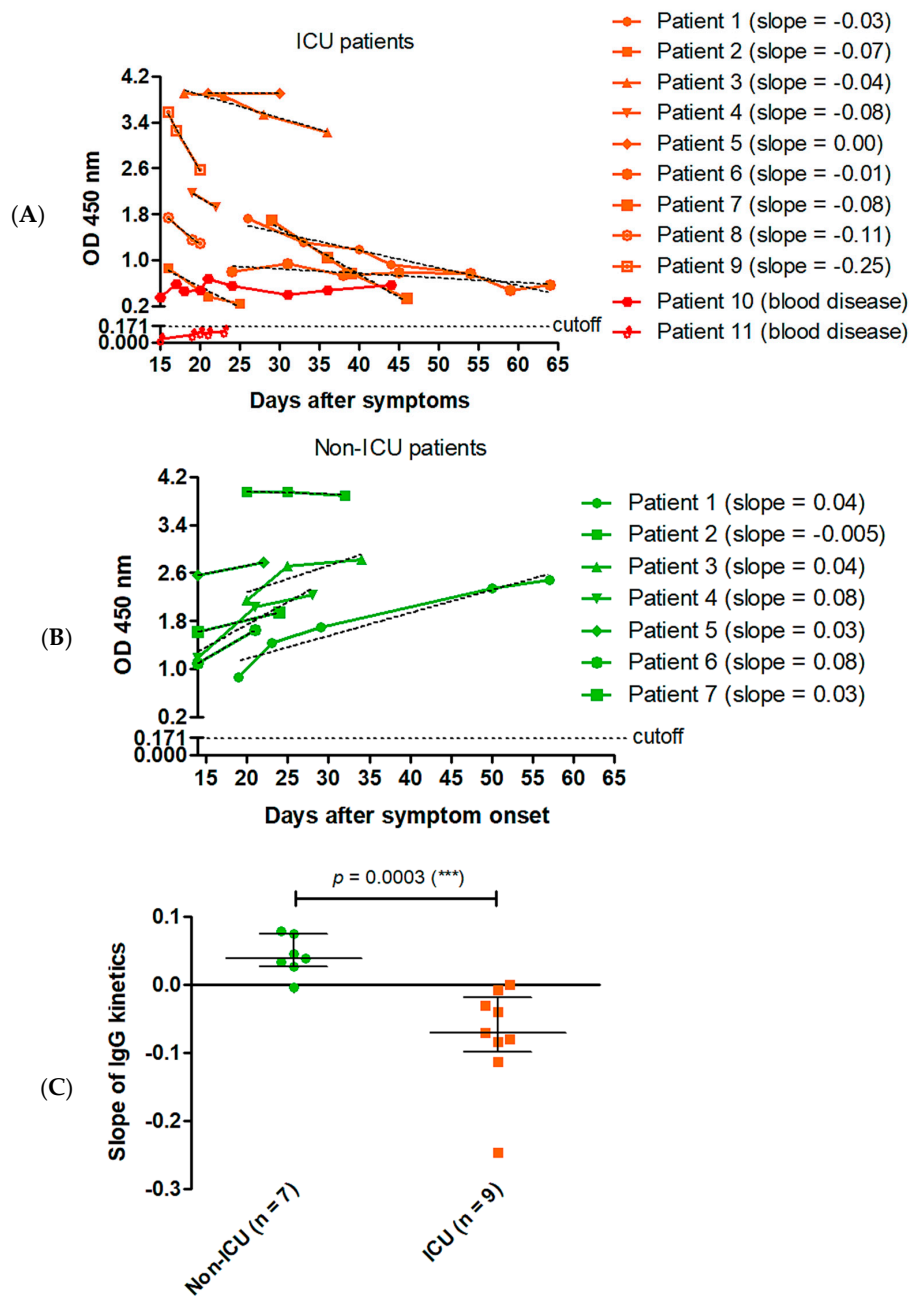 ICU patients
Patient 1 (slope = -0.03)
Patient 2 (slope = -0.07)
Patient 3 (slope = -0.04)
Patient 4 (slope = -0.08)
Patient 5 (slope = 0.00)
Patient 6 (slope = -0.01)
Patient 7 (slope = -0.08)
Patient 8 (slope = -0.11)
Patient 9 (slope = -0.25)
Patient 10 (blood disease)
Patient 11 (blood disease)
(A)
OD 450 nm
4.2
3.4
2.6
1.8
1.0
0.2
0.171
0.000
cutoff
15 20 25 30 35 40 45 50 55 60 65
Days after symptoms
Non-ICU patients
Patient 1 (slope = 0.04)
Patient 2 (slope = -0.005)
Patient 3 (slope = 0.04)
Patient 4 (slope = 0.08)
Patient 5 (slope = 0.03)
Patient 6 (slope = 0.08)
Patient 7 (slope = 0.03)
(B)
OD 450 nm
4.2
3.4
2.6
1.8
1.0
0.2
0.171
0.000
cutoff
15 20 25 30 35 40 45 50 55 60 65
Days after symptom onset
p = 0.0003 (***)
(C)
Slope of IgG kinetics
0.1
0.0
-0.1
-0.2
-0.3
Non-ICU (n = 7)
ICU (n = 9)